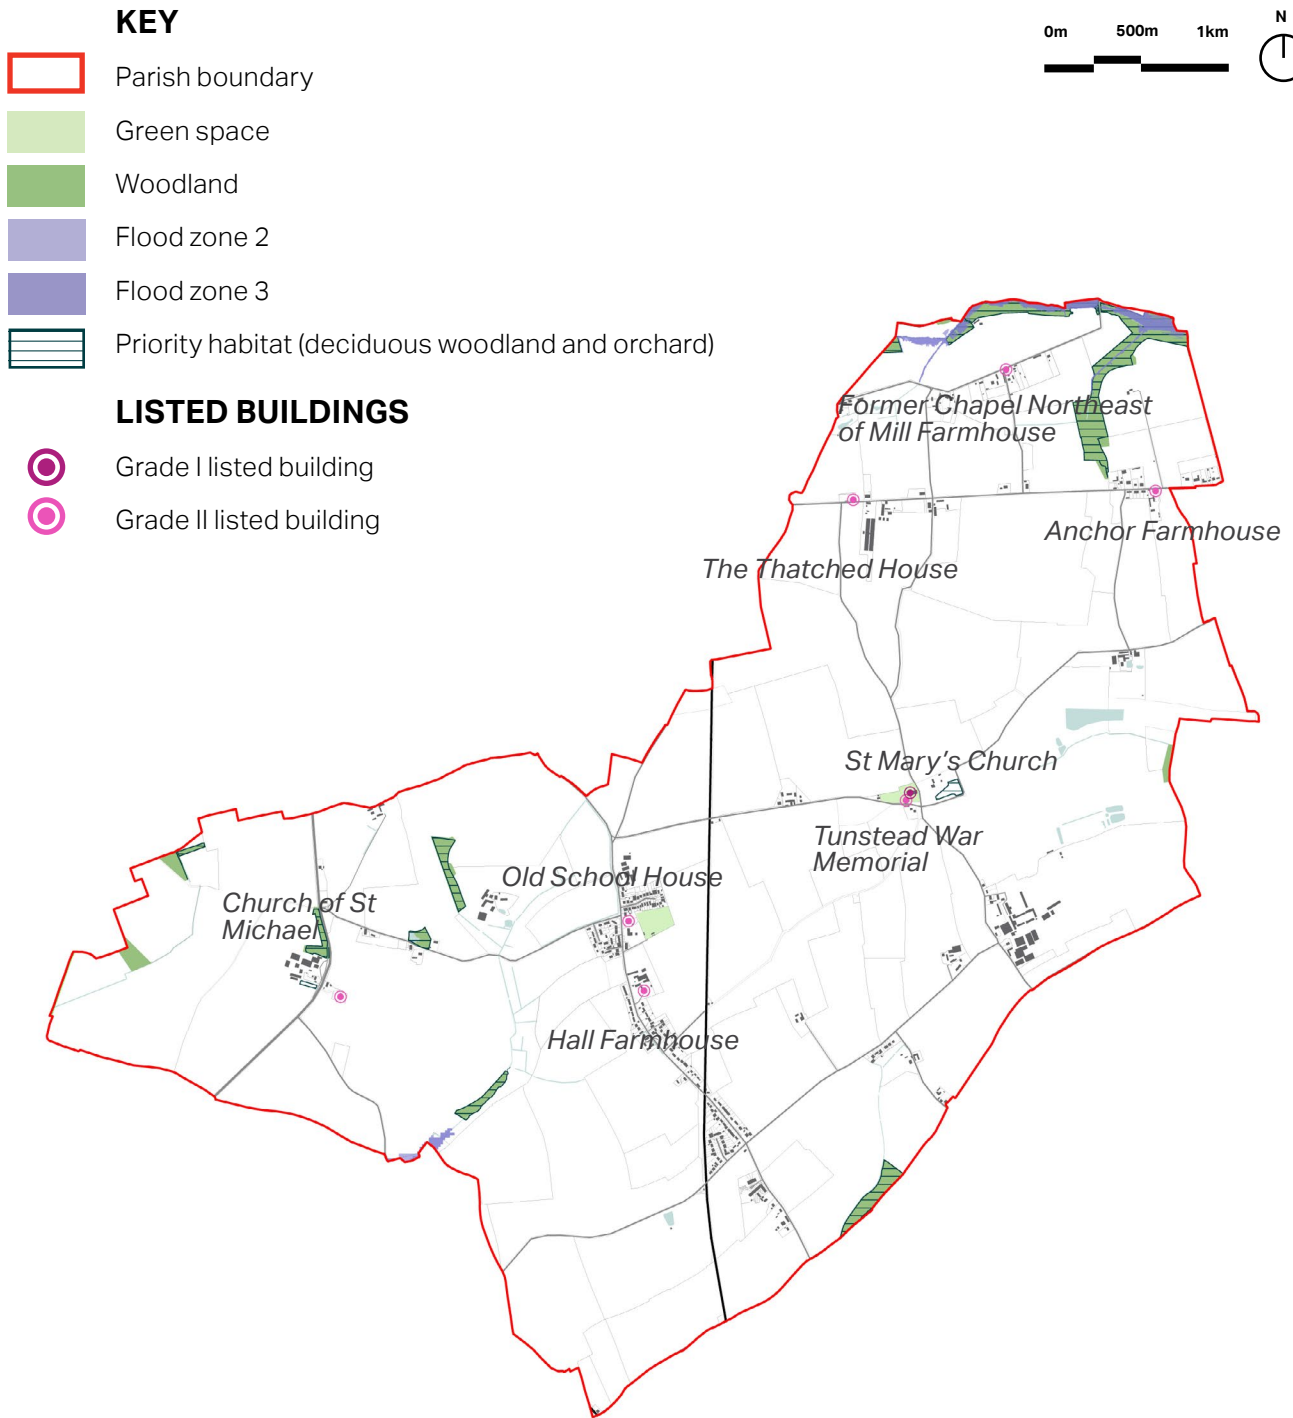 KEY
Parish boundary
Green space
Woodland
Flood zone 2
Flood zone 3
Priority habitat (deciduous woodland and orchard)
LISTED BUILDINGS
Grade I listed building
Grade II listed building
0m 500m 1km
N
Former Chapel Northeast
of Mill Farmhouse
Anchor Farmhouse
The Thatched House
St Mary's Church
Tunstead War
Memorial
Old School House
Church of St
Michael
Hall Farmhouse